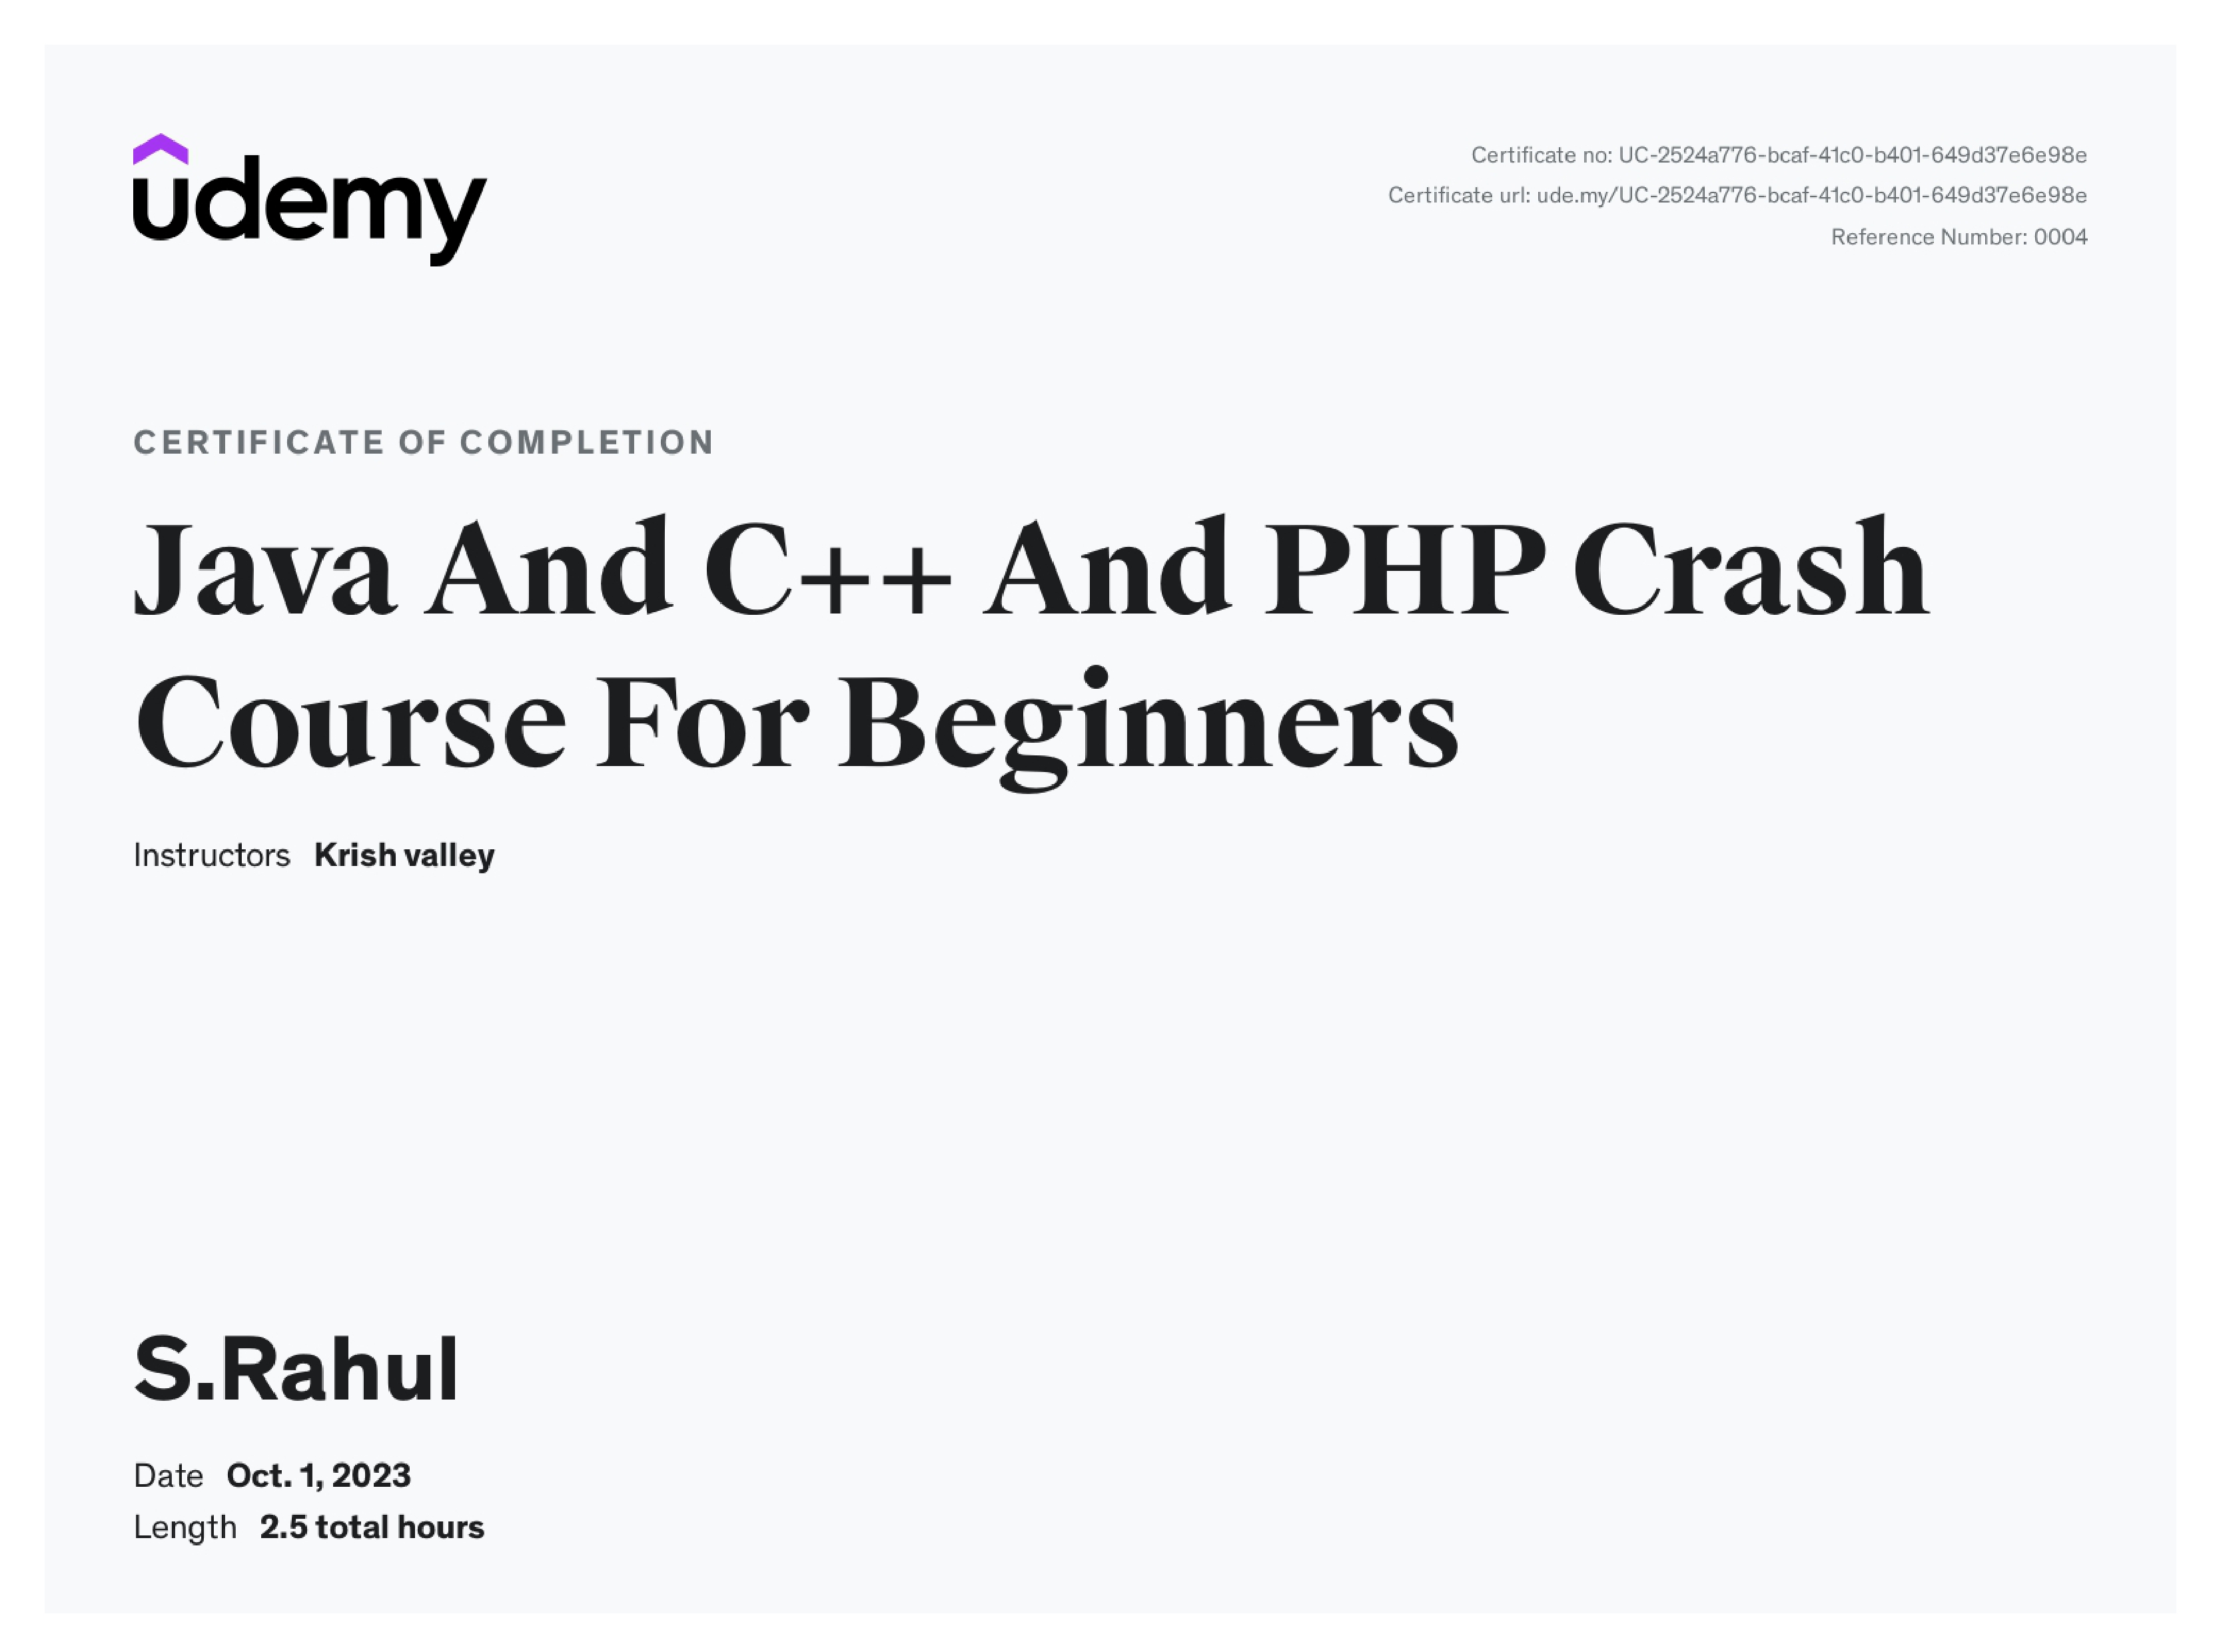 udemy
Certificate no: UC-2524a776-bcaf-41c0-b401-649d37e6e98e
Certificate url: ude.my/UC-2524a776-bcaf-41c0-b401-649d37e6e98e
Reference Number: 0004
CERTIFICATE OF COMPLETION
Java And C++ And PHP Crash
Course For Beginners
Instructors Krish valley
S.Rahul
Date Oct. 1, 2023
Length 2.5 total hours